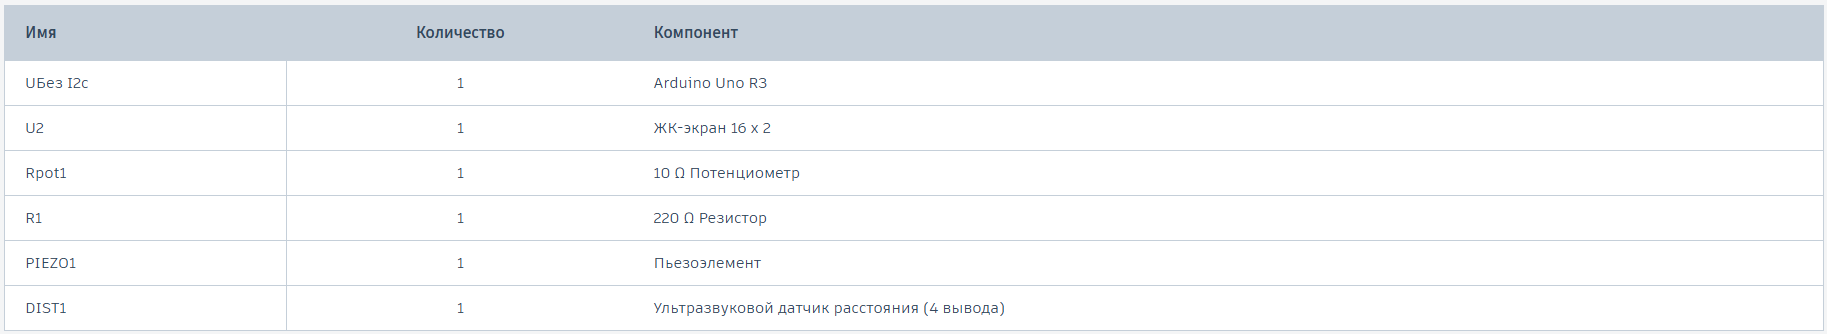 Имя Количество Компонент
UБез I2c 1 Arduino Uno R3
U2 1 ЖК-экран 16 x 2
Rpot1 1 10 Ω Потенциометр
R1 1 220 Ω Резистор
PIEZO1 1 Пьезоэлемент
DIST1 1 Ультразвуковой датчик расстояния (4 вывода)